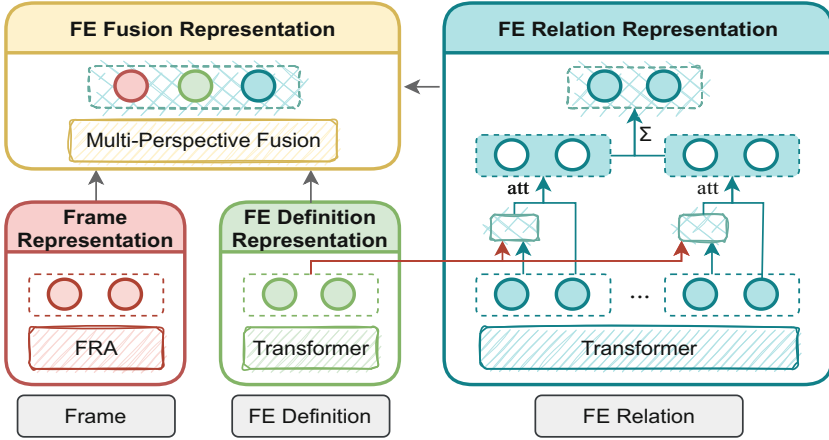 FE Fusion Representation
Multi-Perspective Fusion
FE Relation Representation
Σ
att
att
...
Transformer
Frame
Representation
FRA
FE Definition
Representation
Transformer
Frame
FE Definition
FE Relation